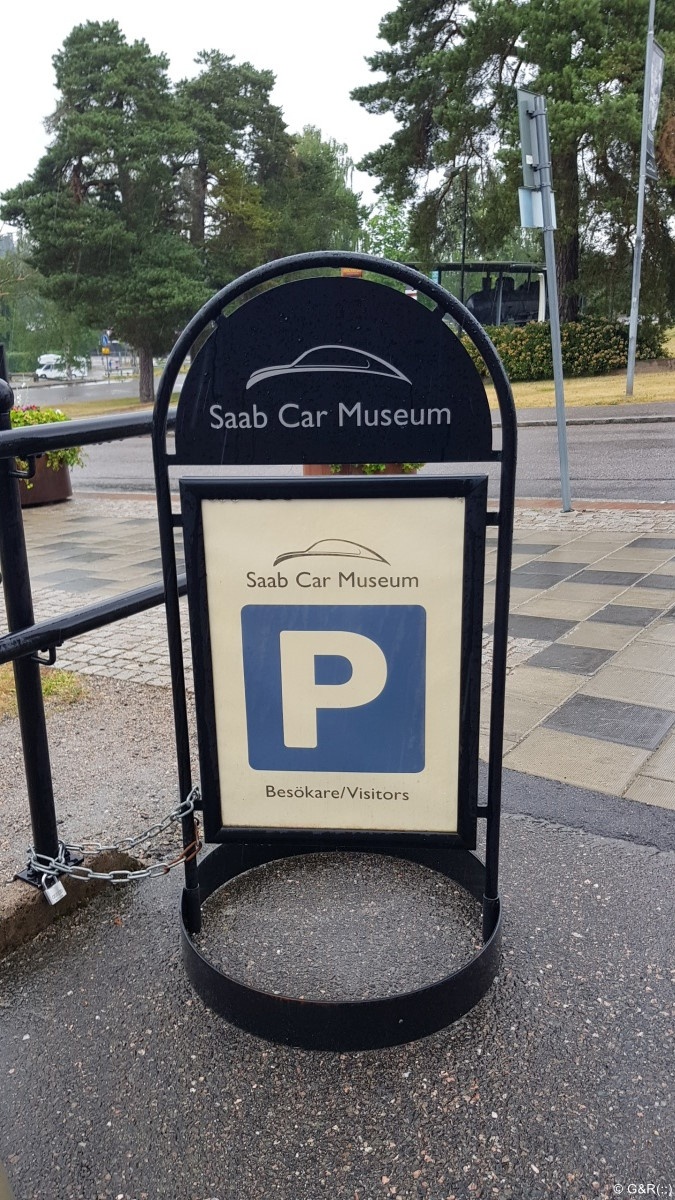 Saab Car Museum
Saab Car Museum
P
Besökare/Visitors
© G&R(::)